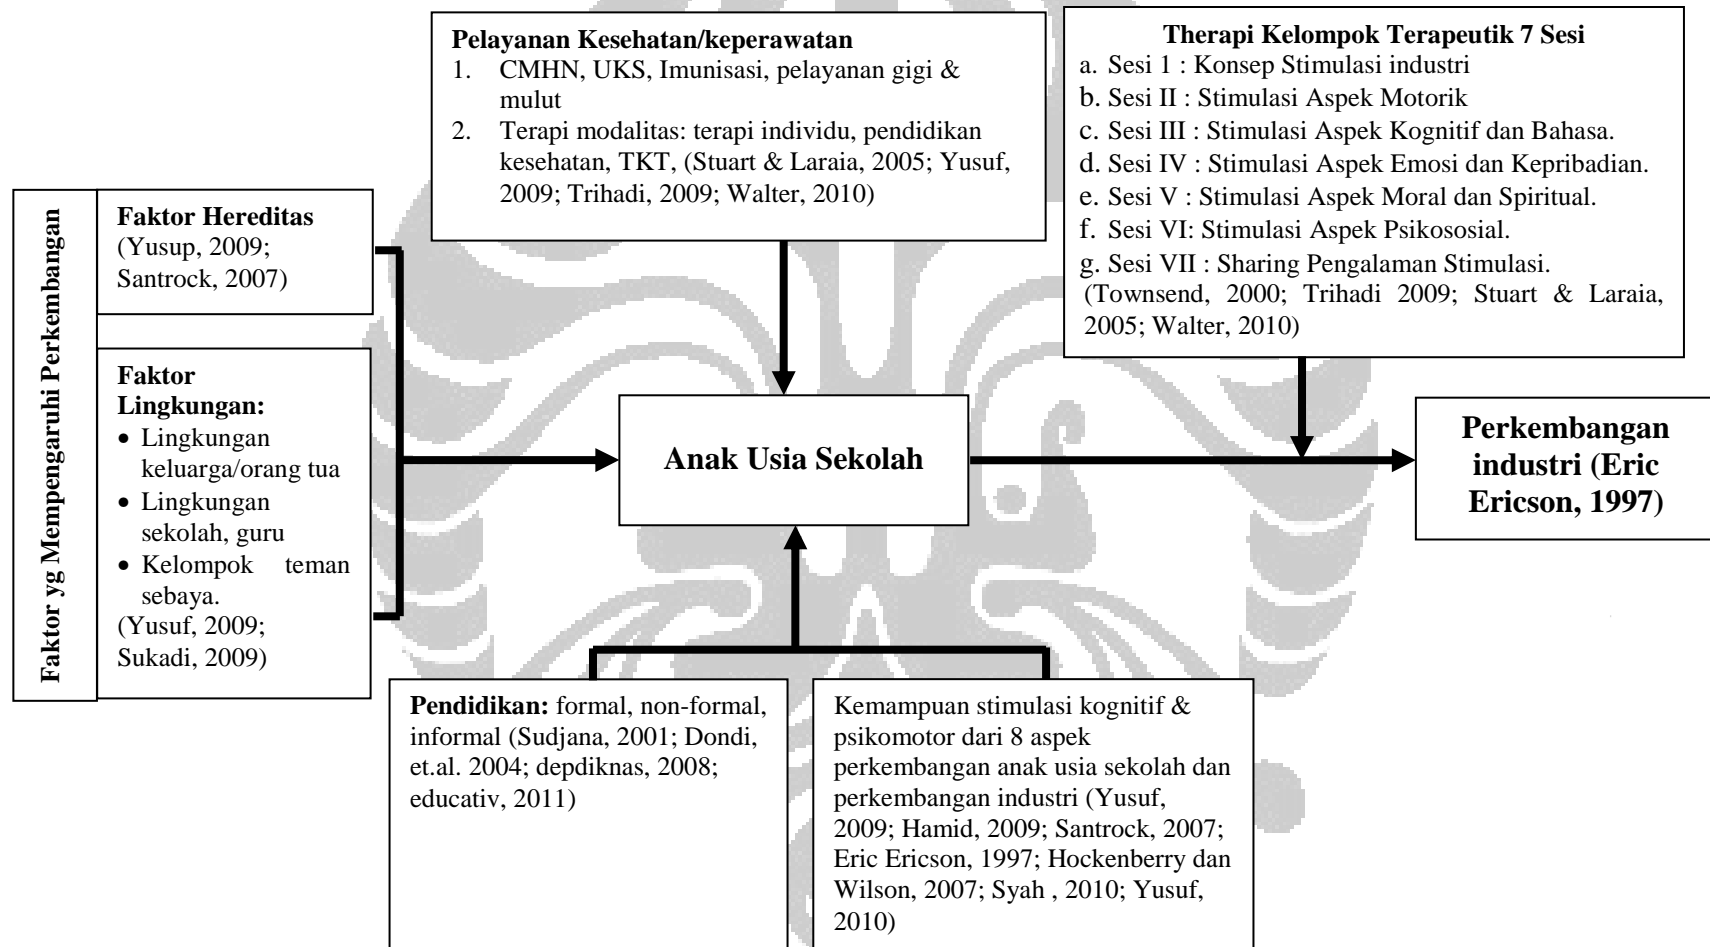 Pelayanan Kesehatan/keperawatan
1. CMHN, UKS, Imunisasi, pelayanan gigi &
mulut
2. Terapi modalitas: terapi individu, pendidikan
kesehatan, TKT, (Stuart & Laraia, 2005; Yusuf,
2009; Trihadi, 2009; Walter, 2010)
Therapi Kelompok Terapeutik 7 Sesi
a. Sesi 1 : Konsep Stimulasi industri
b. Sesi II : Stimulasi Aspek Motorik
c. Sesi III : Stimulasi Aspek Kognitif dan Bahasa.
d. Sesi IV : Stimulasi Aspek Emosi dan Kepribadian.
e. Sesi V : Stimulasi Aspek Moral dan Spiritual.
f. Sesi VI: Stimulasi Aspek Psikososial.
g. Sesi VII : Sharing Pengalaman Stimulasi.
(Townsend, 2000; Trihadi 2009; Stuart & Laraia,
2005; Walter, 2010)
Faktor yg Mempengaruhi Perkembangan
Faktor Hereditas
(Yusup, 2009;
Santrock, 2007)
Faktor
Lingkungan:
• Lingkungan
keluarga/orang tua
• Lingkungan
sekolah, guru
• Kelompok teman
sebaya.
(Yusuf, 2009;
Sukadi, 2009)
Anak Usia Sekolah
Perkembangan
industri (Eric
Ericson, 1997)
Pendidikan: formal, non-formal,
informal (Sudjana, 2001; Dondi,
et.al. 2004; depdiknas, 2008;
educativ, 2011)
Kemampuan stimulasi kognitif &
psikomotor dari 8 aspek
perkembangan anak usia sekolah dan
perkembangan industri (Yusuf,
2009; Hamid, 2009; Santrock, 2007;
Eric Ericson, 1997; Hockenberry dan
Wilson, 2007; Syah , 2010; Yusuf,
2010)